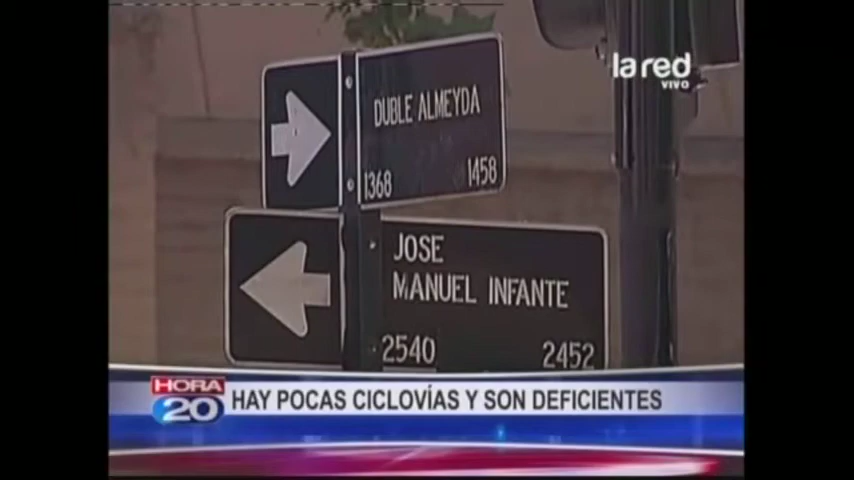 la red
VIVO
DUBLE ALMEYDA
1368 1458
JOSE
MANUEL INFANTE
2540 2452
HORA
20
HAY POCAS CICLOVÍAS Y SON DEFICIENTES